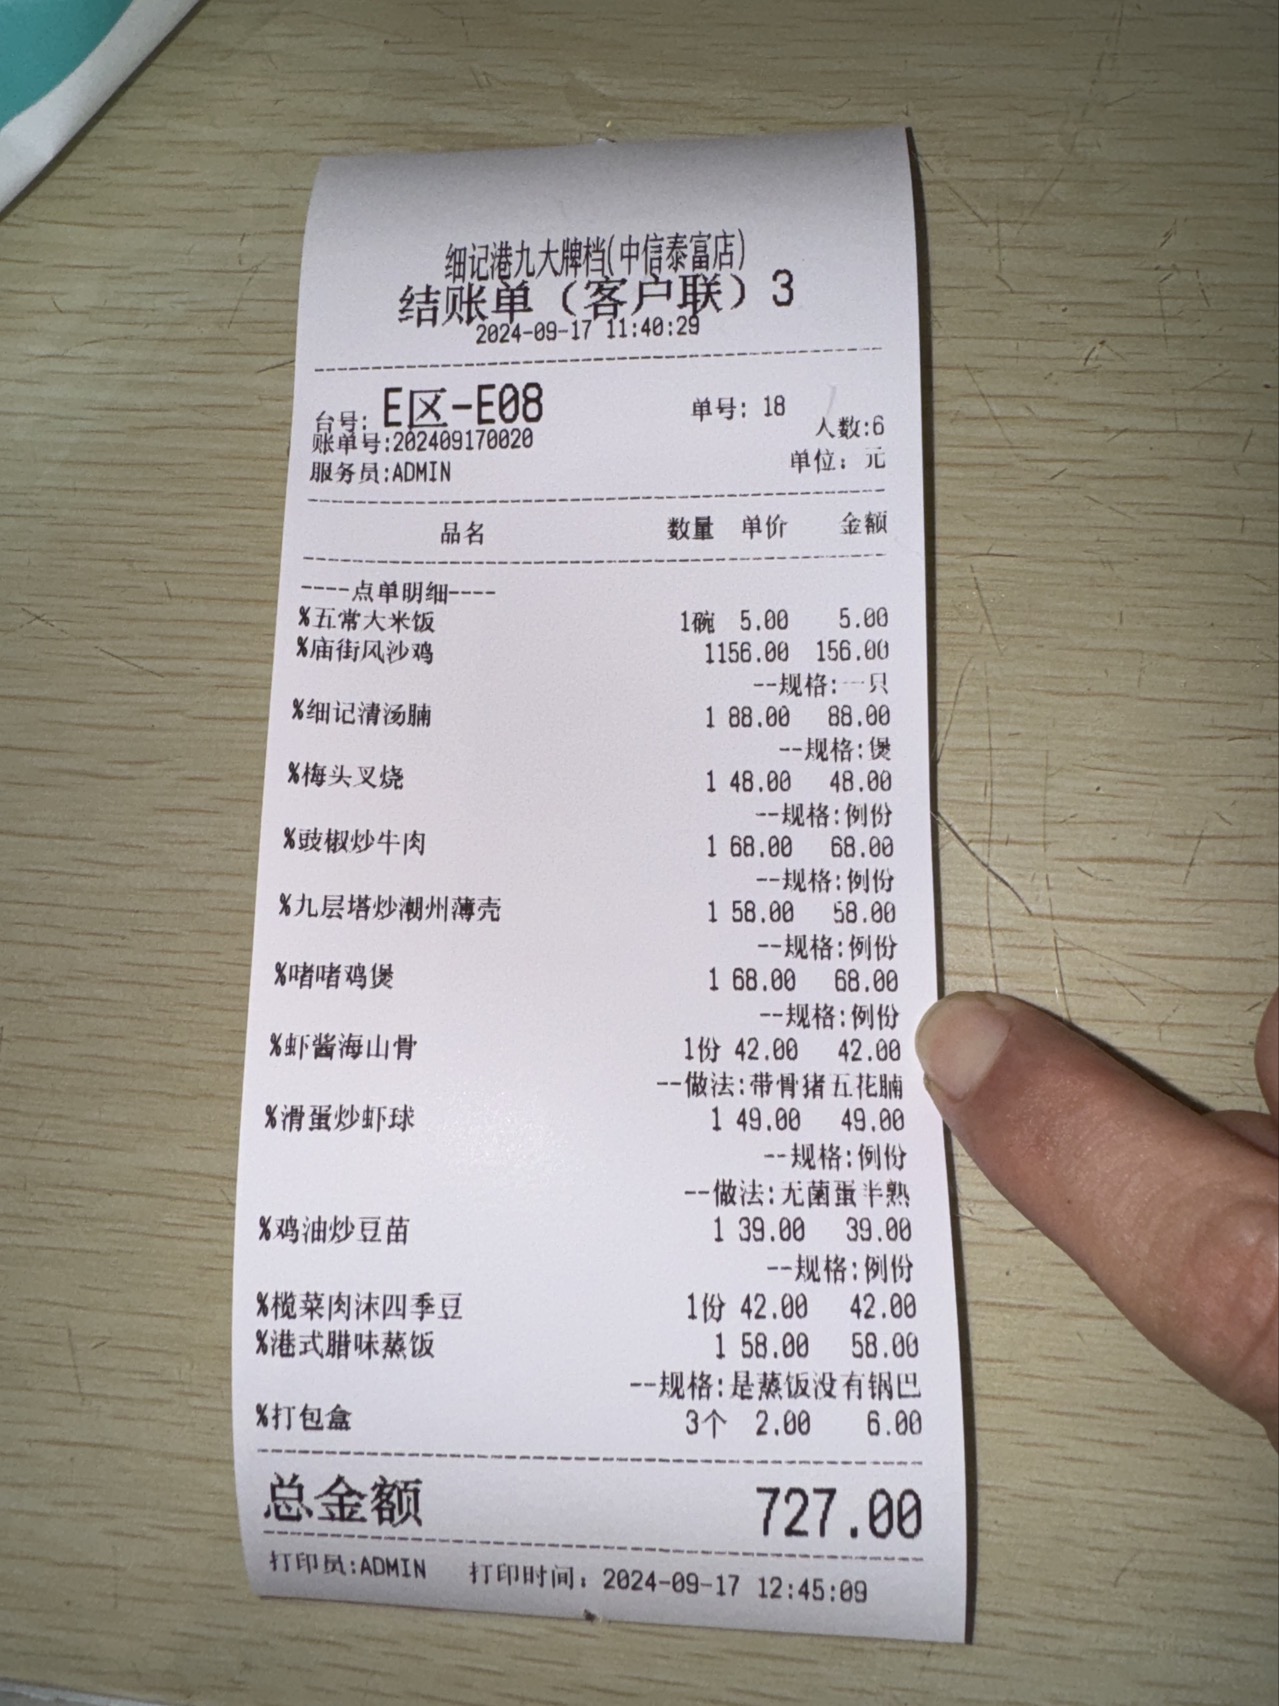 细记港九大牌档(中信泰富店)
结账单（客户联）3
2024-09-17 11:40:29
台号: E区-E08 单号: 18
账单号:202409170020 人数:6
服务员:ADMIN 单位: 元
品名 数量 单价 金额
----点单明细----
%五常大米饭 1碗 5.00 5.00
%庙街风沙鸡 1156.00 156.00
--规格:一只
%细记清汤腩 1 88.00 88.00
--规格:煲
%梅头叉烧 1 48.00 48.00
--规格:例份
%豉椒炒牛肉 1 68.00 68.00
--规格:例份
%九层塔炒潮州薄壳 1 58.00 58.00
--规格:例份
%啫啫鸡煲 1 68.00 68.00
--规格:例份
%虾酱海山骨 1份 42.00 42.00
--做法:带骨猪五花腩
%滑蛋炒虾球 1 49.00 49.00
--规格:例份
--做法:无菌蛋半熟
%鸡油炒豆苗 1 39.00 39.00
--规格:例份
%榄菜肉沫四季豆 1份 42.00 42.00
%港式腊味蒸饭 1 58.00 58.00
--规格:是蒸饭没有锅巴
%打包盒 3个 2.00 6.00
总金额 727.00
打印员:ADMIN 打印时间: 2024-09-17 12:45:09